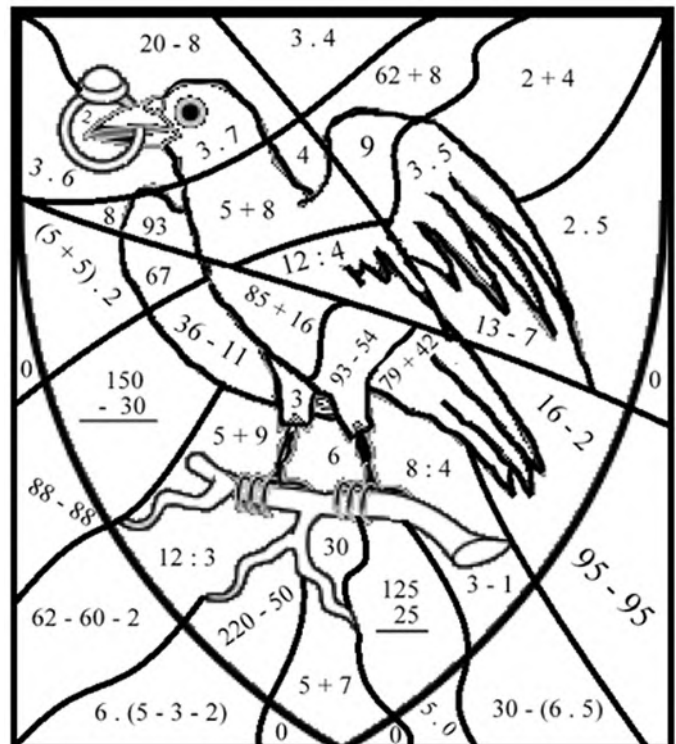 20 - 8
3 . 4
62 + 8
2 + 4
2
3 . 7
4
9
3 . 5
3 . 6
8
93
5 + 8
2 . 5
(5 + 5) . 2
67
12 : 4
85 + 16
13 - 7
36 - 11
93 - 54
79 + 42
0
150
- 30
3
0
16 - 2
5 + 9
6
8 : 4
88 - 88
12 : 3
30
125
25
3 - 1
95 - 95
62 - 60 - 2
220 - 50
5 + 7
6 . (5 - 3 - 2)
0
0
5 . 0
30 - (6 . 5)